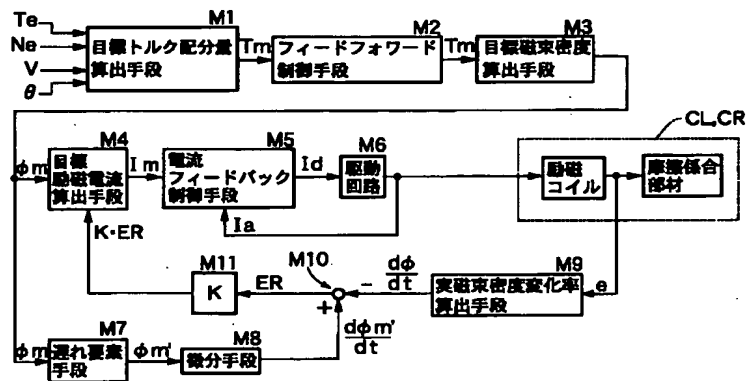 Te
Ne
V
θ
M1
目標トルク配分量
算出手段
Tm
M2
フィードフォワード
制御手段
Tm
M3
目標磁束密度
算出手段
CL,CR
φm
M4
目標
励磁電流
算出手段
Im
M5
電流
フィードバック
制御手段
Id
M6
駆動
回路
励磁
コイル
摩擦係合
部材
Ia
K·ER
M11
K
ER
M10
−
+
dφ
dt
M9
実磁束密度変化率
算出手段
e
φm
M7
遅れ要素
手段
φm'
M8
微分手段
dφm'
dt